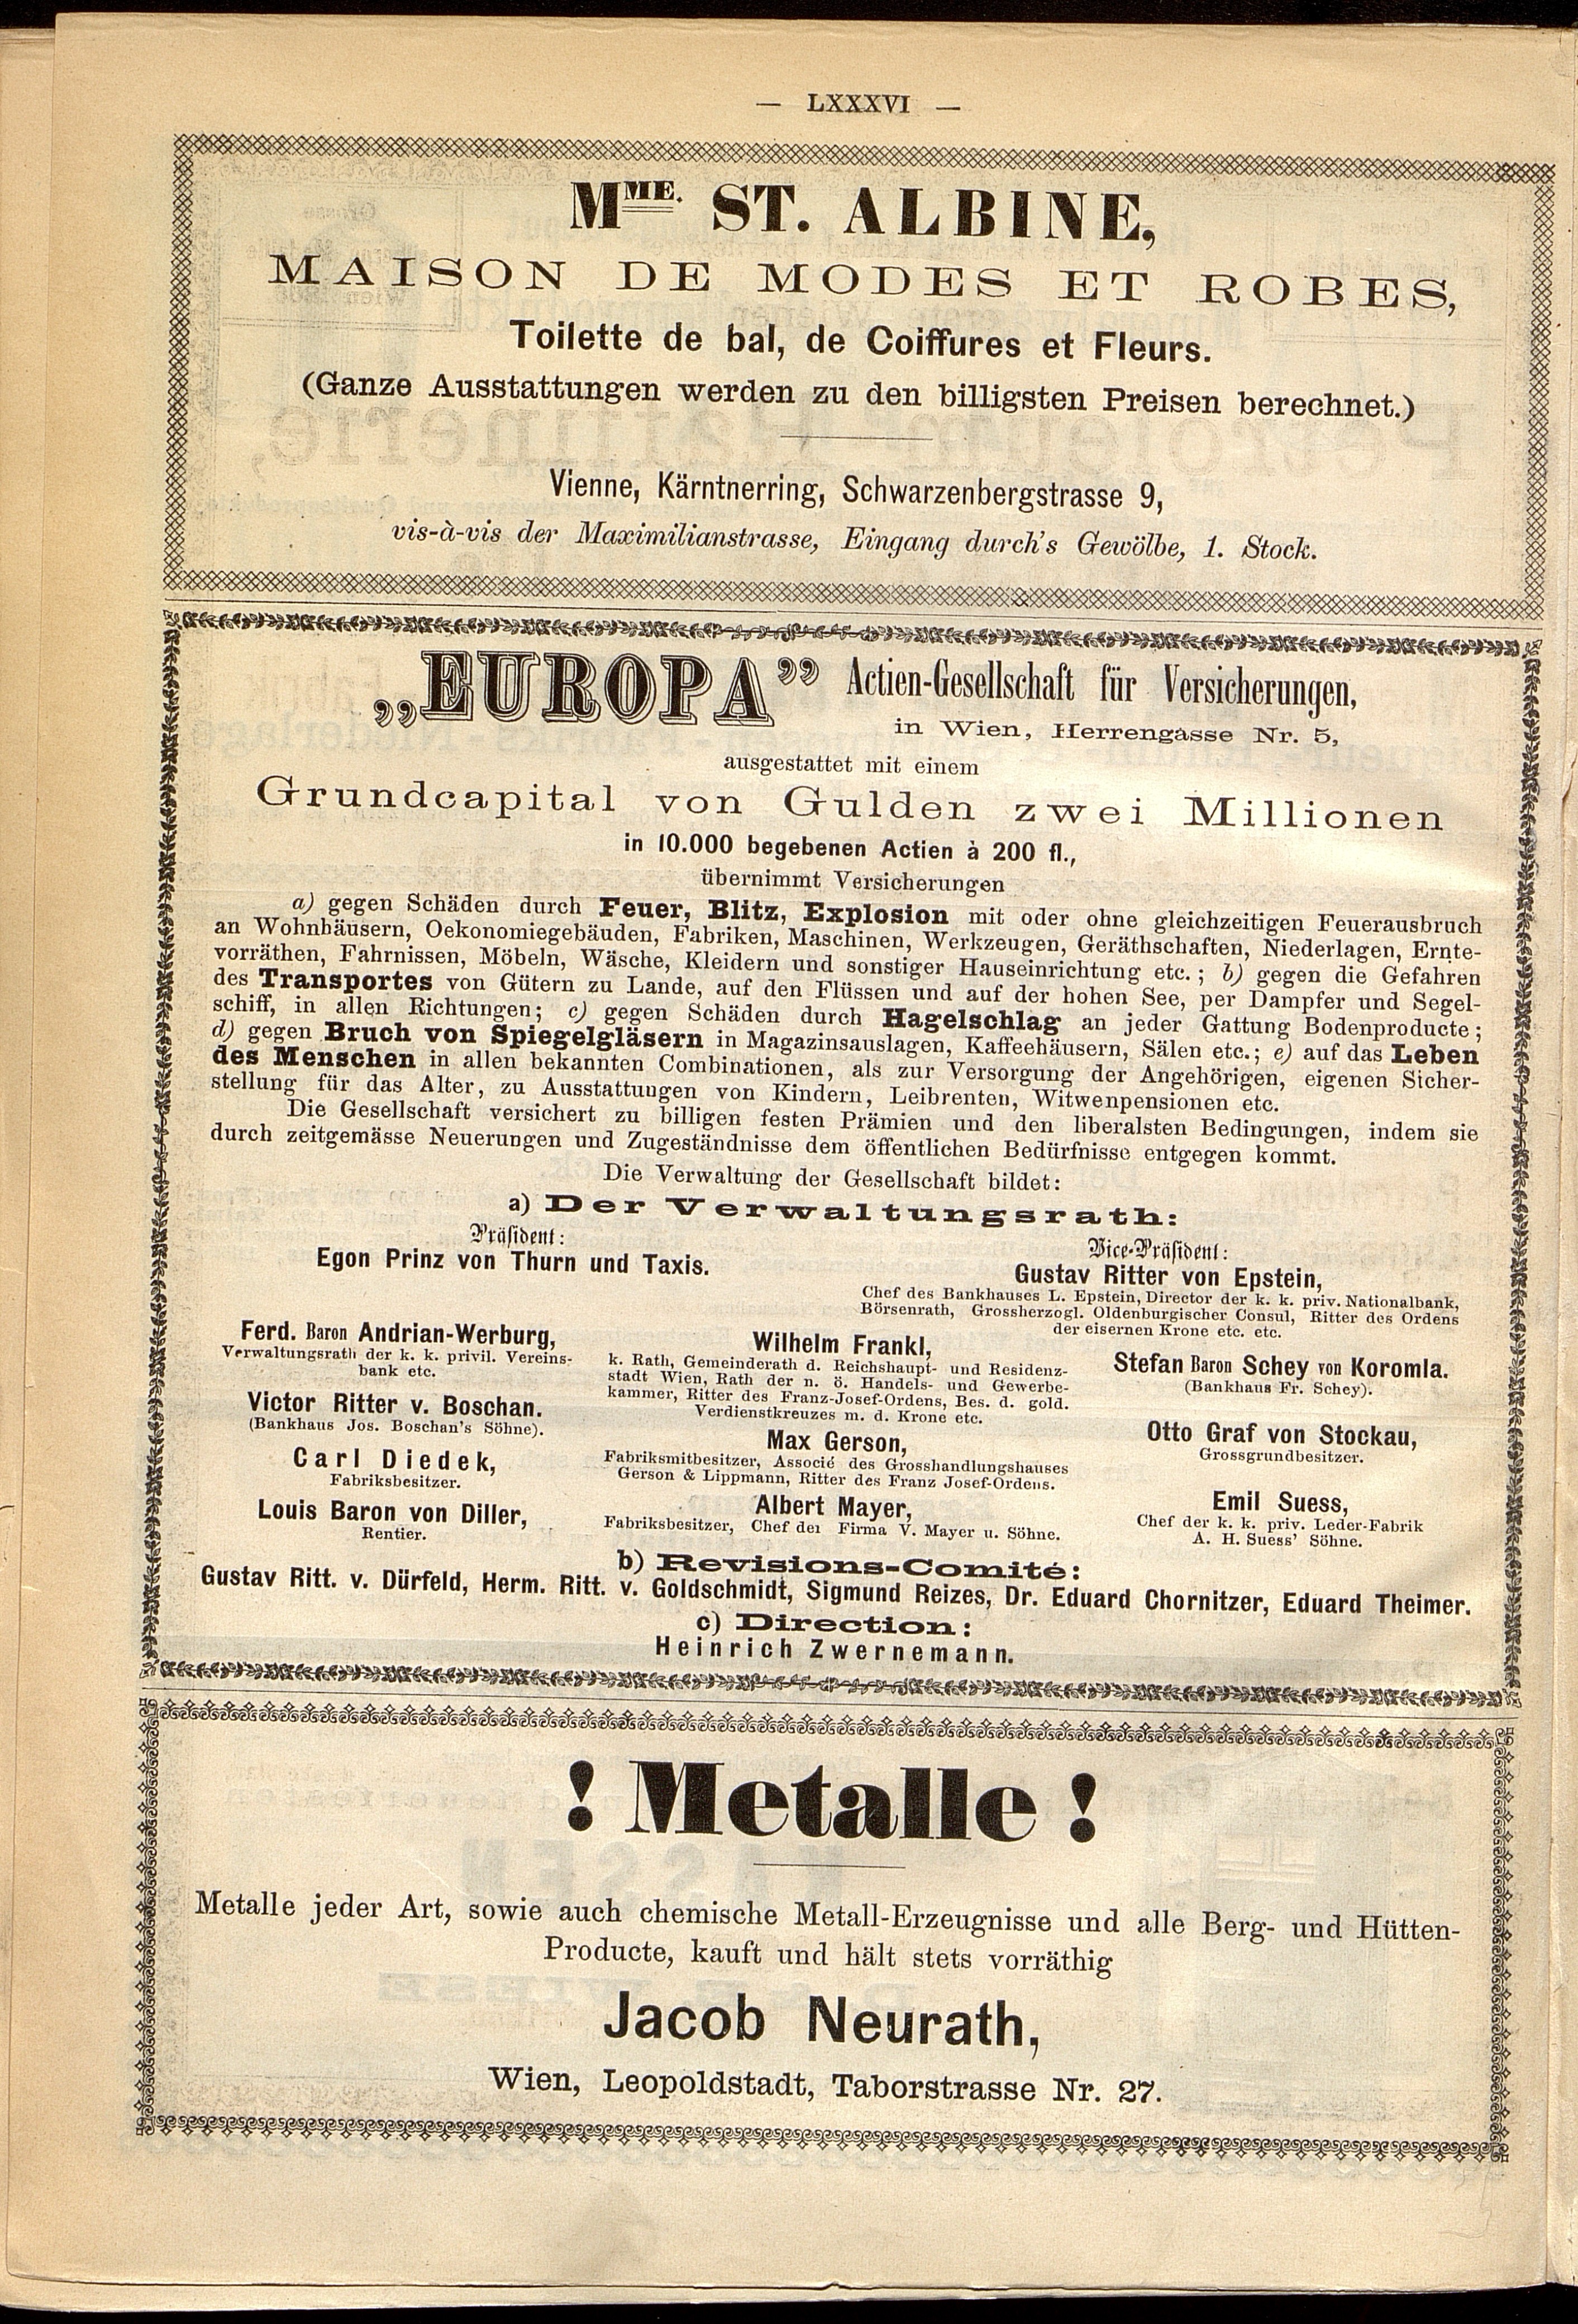 — LXXXVI —
MME. ST. ALBINE,
MAISON DE MODES ET ROBES,
Toilette de bal, de Coiffures et Fleurs.
(Ganze Ausstattungen werden zu den billigsten Preisen berechnet.)
Vienne, Kärntnerring, Schwarzenbergstrasse 9,
vis-à-vis der Maximilianstrasse, Eingang durch's Gewölbe, 1. Stock.
„EUROPA” Actien-Gesellschaft für Versicherungen,
in Wien, Herrengasse Nr. 5,
ausgestattet mit einem
Grundcapital von Gulden zwei Millionen
in 10.000 begebenen Actien à 200 fl.,
übernimmt Versicherungen
a) gegen Schäden durch Feuer, Blitz, Explosion mit oder ohne gleichzeitigen Feuerausbruch
an Wohnhäusern, Oekonomiegebäuden, Fabriken, Maschinen, Werkzeugen, Geräthschaften, Niederlagen, Ernte-
vorräthen, Fahrnissen, Möbeln, Wäsche, Kleidern und sonstiger Hauseinrichtung etc.; b) gegen die Gefahren
des Transportes von Gütern zu Lande, auf den Flüssen und auf der hohen See, per Dampfer und Segel-
schiff, in allen Richtungen; c) gegen Schäden durch Hagelschlag an jeder Gattung Bodenproducte;
d) gegen Bruch von Spiegelgläsern in Magazinsauslagen, Kaffeehäusern, Sälen etc.; e) auf das Leben
des Menschen in allen bekannten Combinationen, als zur Versorgung der Angehörigen, eigenen Sicher-
stellung für das Alter, zu Ausstattungen von Kindern, Leibrenten, Witwenpensionen etc.
Die Gesellschaft versichert zu billigen festen Prämien und den liberalsten Bedingungen, indem sie
durch zeitgemässe Neuerungen und Zugeständnisse dem öffentlichen Bedürfnisse entgegen kommt.
Die Verwaltung der Gesellschaft bildet:
a) Der Verwaltungsrath:
Präsident:
Egon Prinz von Thurn und Taxis.
Vice-Präsident:
Gustav Ritter von Epstein,
Chef des Bankhauses L. Epstein, Director der k. k. priv. Nationalbank,
Börsenrath, Grossherzogl. Oldenburgischer Consul, Ritter des Ordens
der eisernen Krone etc. etc.
Ferd. Baron Andrian-Werburg,
Verwaltungsrath der k. k. privil. Vereins-
bank etc.
Victor Ritter v. Boschan.
(Bankhaus Jos. Boschan's Söhne).
Carl Diedek,
Fabriksbesitzer.
Louis Baron von Diller,
Rentier.
Wilhelm Frankl,
k. Rath, Gemeinderath d. Reichshaupt- und Residenz-
stadt Wien, Rath der n. ö. Handels- und Gewerbe-
kammer, Ritter des Franz-Josef-Ordens, Bes. d. gold.
Verdienstkreuzes m. d. Krone etc.
Max Gerson,
Fabriksmitbesitzer, Associé des Grosshandlungshauses
Gerson & Lippmann, Ritter des Franz Josef-Ordens.
Albert Mayer,
Fabriksbesitzer, Chef der Firma V. Mayer u. Söhne.
Stefan Baron Schey von Koromla.
(Bankhaus Fr. Schey).
Otto Graf von Stockau,
Grossgrundbesitzer.
Emil Suess,
Chef der k. k. priv. Leder-Fabrik
A. H. Suess' Söhne.
b) Revisions-Comité:
Gustav Ritt. v. Dürfeld, Herm. Ritt. v. Goldschmidt, Sigmund Reizes, Dr. Eduard Chornitzer, Eduard Theimer.
c) Direction:
Heinrich Zwernemann.
! Metalle !
Metalle jeder Art, sowie auch chemische Metall-Erzeugnisse und alle Berg- und Hütten-
Producte, kauft und hält stets vorräthig
Jacob Neurath,
Wien, Leopoldstadt, Taborstrasse Nr. 27.